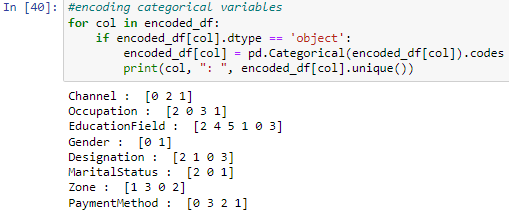 In [40]: #encoding categorical variables
for col in encoded_df:
    if encoded_df[col].dtype == 'object':
        encoded_df[col] = pd.Categorical(encoded_df[col]).codes
        print(col, ": ", encoded_df[col].unique())
Channel :  [0 2 1]
Occupation :  [2 0 3 1]
EducationField :  [2 4 5 1 0 3]
Gender :  [0 1]
Designation :  [2 1 0 3]
MaritalStatus :  [2 0 1]
Zone :  [1 3 0 2]
PaymentMethod :  [0 3 2 1]